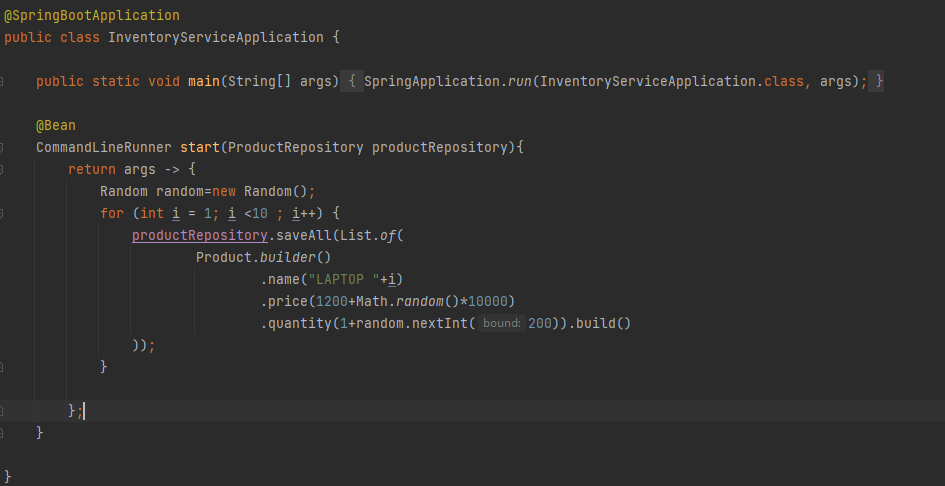 @SpringBootApplication
public class InventoryServiceApplication {
public static void main(String[] args) { SpringApplication.run(InventoryServiceApplication.class, args); }
@Bean
CommandLineRunner start(ProductRepository productRepository){
return args -> {
Random random=new Random();
for (int i = 1; i <10 ; i++) {
productRepository.saveAll(List.of(
Product.builder()
.name("LAPTOP "+i)
.price(1200+Math.random()*10000)
.quantity(1+random.nextInt( bound: 200)).build()
));
}
};
}
}